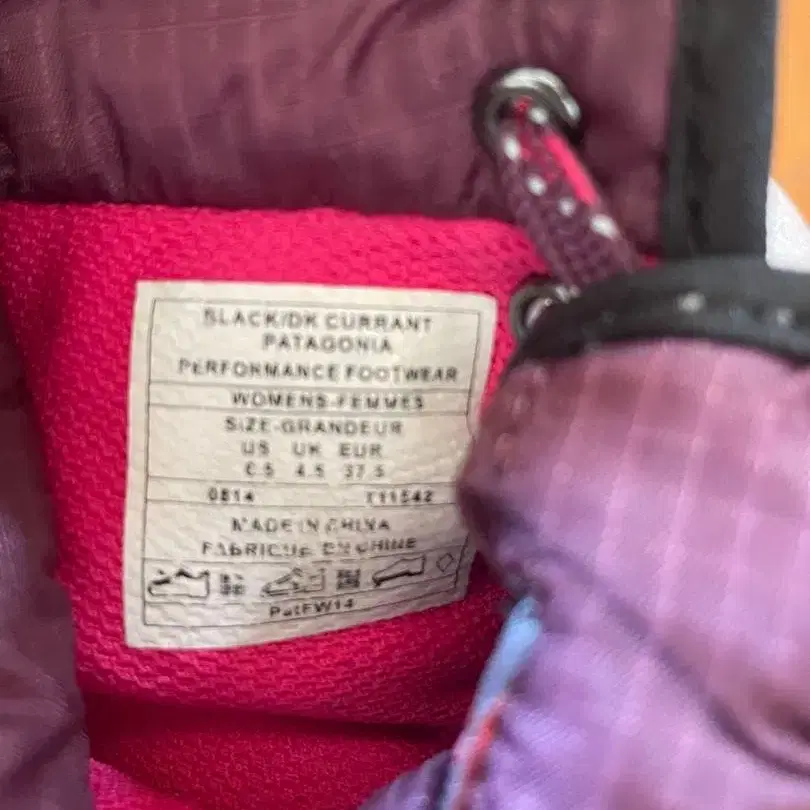 BLACK/DK CURRANT
PATAGONIA
PERFORMANCE FOOTWEAR
WOMENS-FEMMES
SIZE-GRANDEUR
US UK EUR
6.5 4.5 37.5
0814 T11542
MADE IN CHINA
FABRIQUE EN CHINE
PatFW14